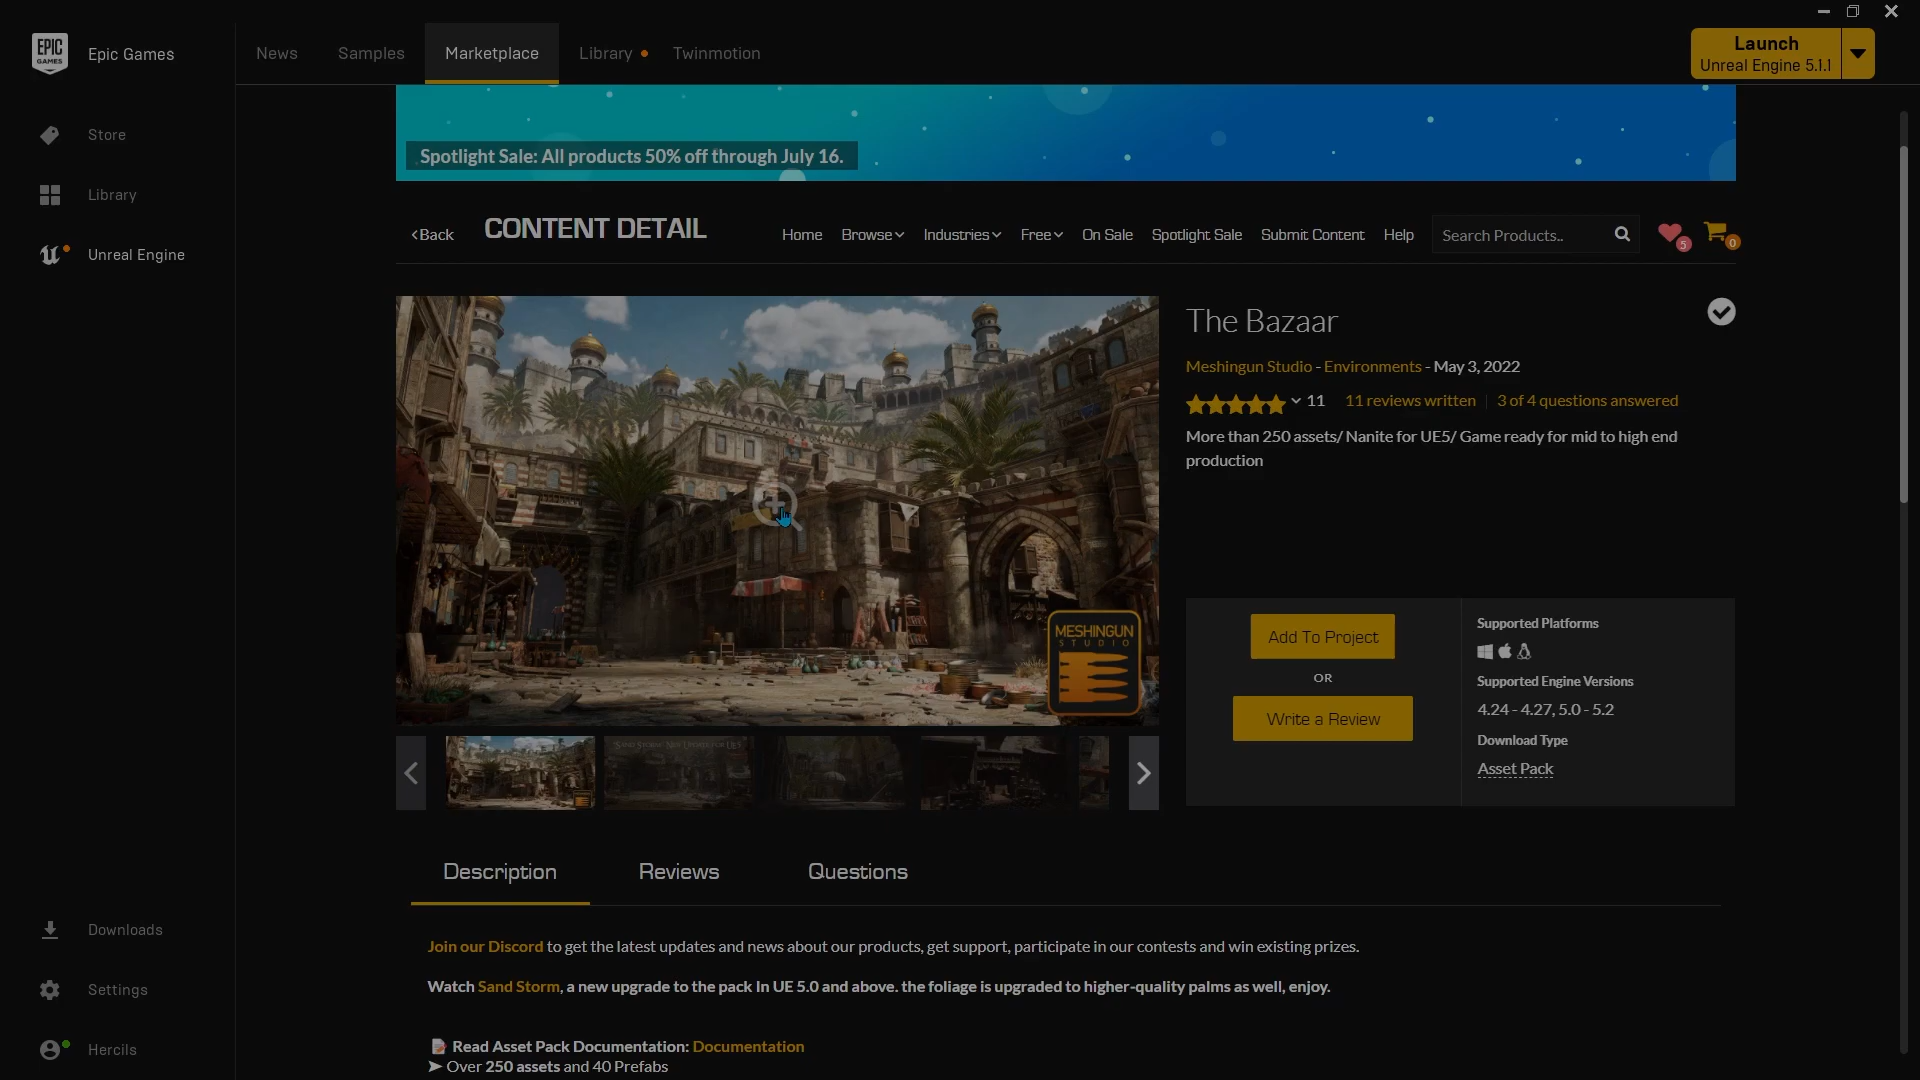 EPIC
GAMES
Epic Games
News
Samples
Marketplace
Library
Twinmotion
Launch
Unreal Engine 5.1.1
Store
Library
Unreal Engine
Spotlight Sale: All products 50% off through July 16.
Back
CONTENT DETAIL
Home
Browse
Industries
Free
On Sale
Spotlight Sale
Submit Content
Help
Search Products..
5
0
MESHINGUN
STUDIO
The Bazaar
Meshingun Studio - Environments - May 3, 2022
11
11 reviews written
3 of 4 questions answered
More than 250 assets/ Nanite for UE5/ Game ready for mid to high end
production
Add To Project
OR
Write a Review
Supported Platforms
Supported Engine Versions
4.24 - 4.27, 5.0 - 5.2
Download Type
Asset Pack
"Sand Storm" New Update for UE5
Description
Reviews
Questions
Join our Discord to get the latest updates and news about our products, get support, participate in our contests and win existing prizes.
Watch Sand Storm, a new upgrade to the pack In UE 5.0 and above. the foliage is upgraded to higher-quality palms as well, enjoy.
Read Asset Pack Documentation: Documentation
➤ Over 250 assets and 40 Prefabs
Downloads
Settings
Hercils